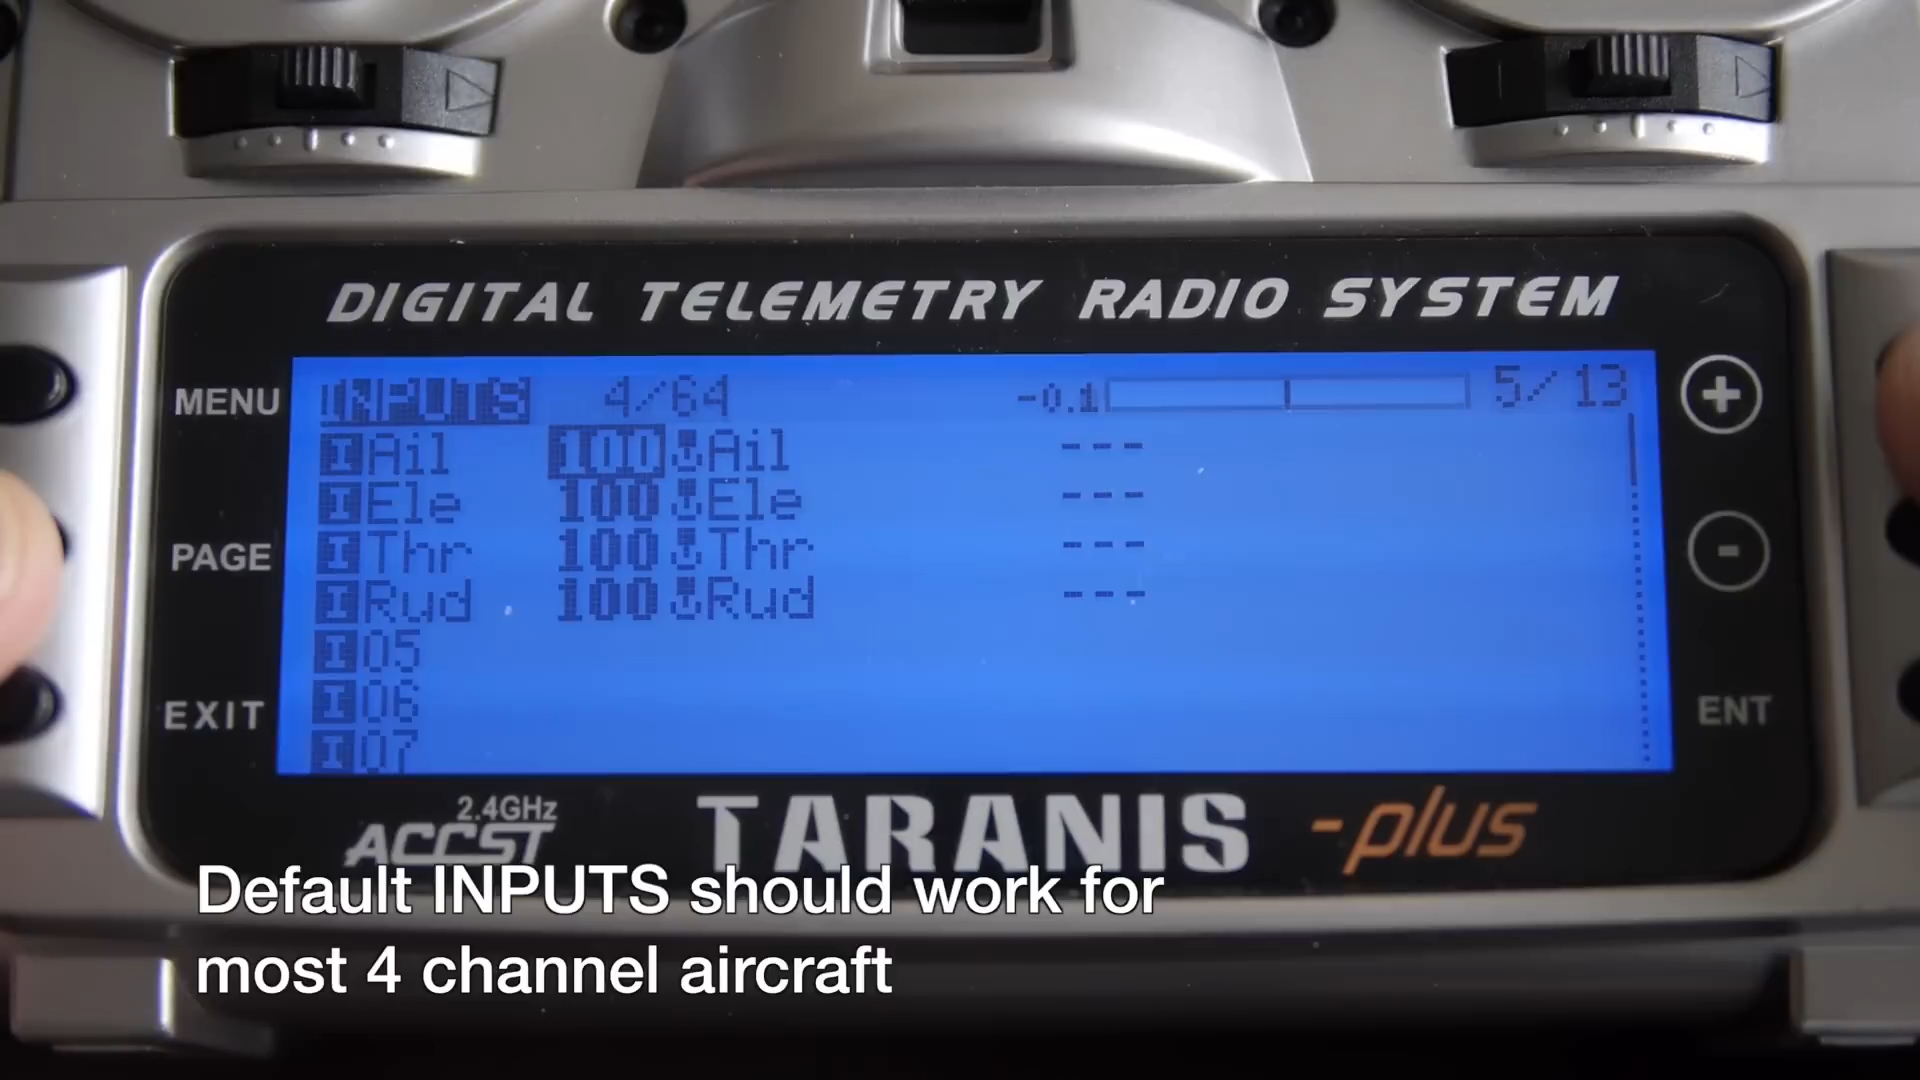 DIGITAL TELEMETRY RADIO SYSTEM
MENU
PAGE
EXIT
INPUTS 4/64 -0.1 5/13
I Ail 100 Ail ---
I Ele 100 Ele ---
I Thr 100 Thr ---
I Rud 100 Rud ---
I 05
I 06
I 07
+
-
ENT
2.4GHz
ACCST
TARANIS -plus
Default INPUTS should work for
most 4 channel aircraft